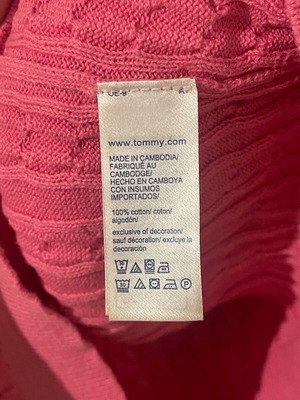 www.tommy.com
MADE IN CAMBODIA/
FABRIQUÉ AU
CAMBODGE/
HECHO EN CAMBOYA
CON INSUMOS
IMPORTADOS/
100% cotton/ coton/
algodón/
exclusive of decoration/
sauf décoration/ excluye la
decoración
30 P